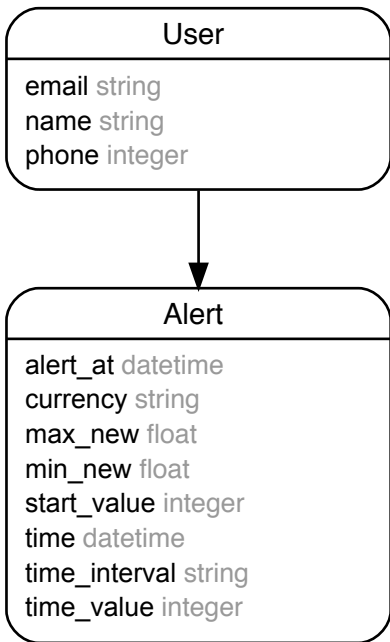 User
email string
name string
phone integer
Alert
alert_at datetime
currency string
max_new float
min_new float
start_value integer
time datetime
time_interval string
time_value integer